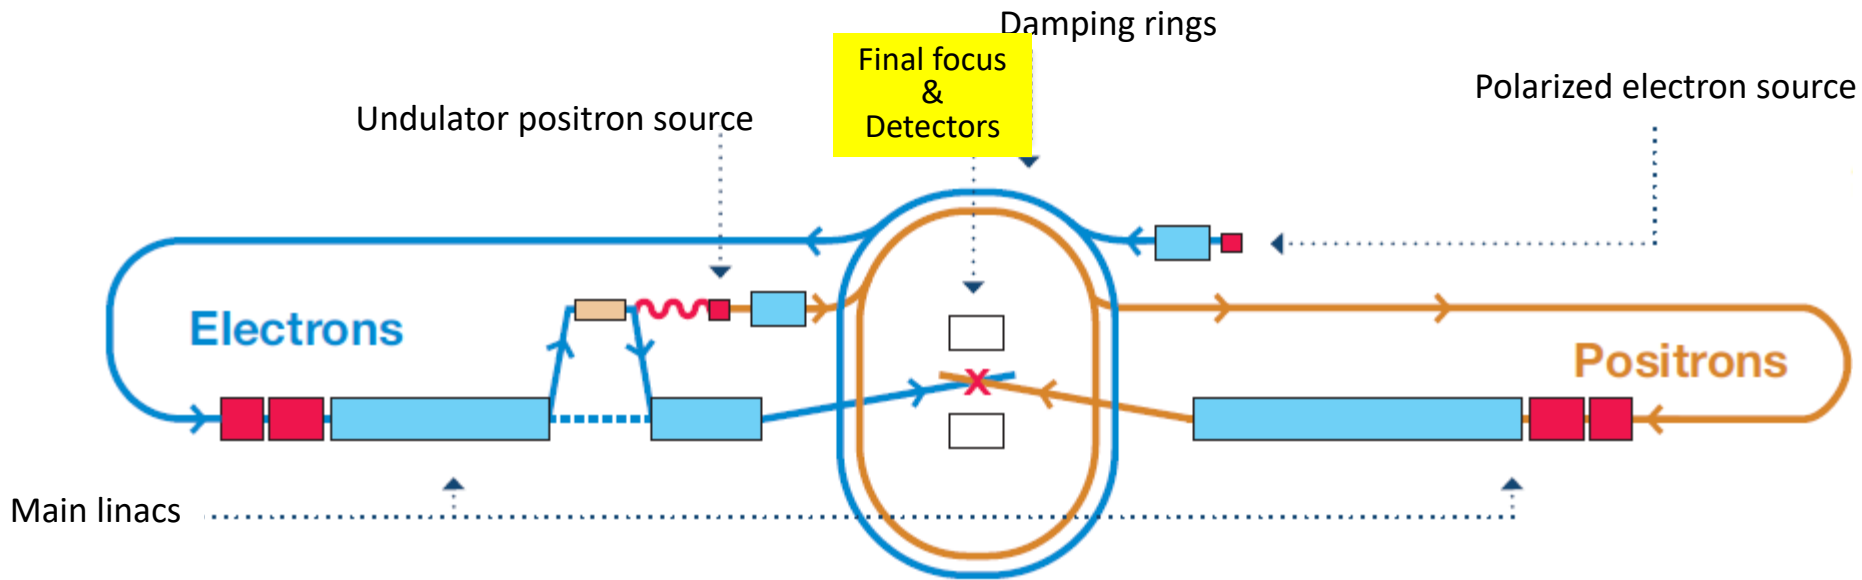 Damping rings
Final focus
&
Detectors
Polarized electron source
Undulator positron source
Electrons
Positrons
X
Main linacs